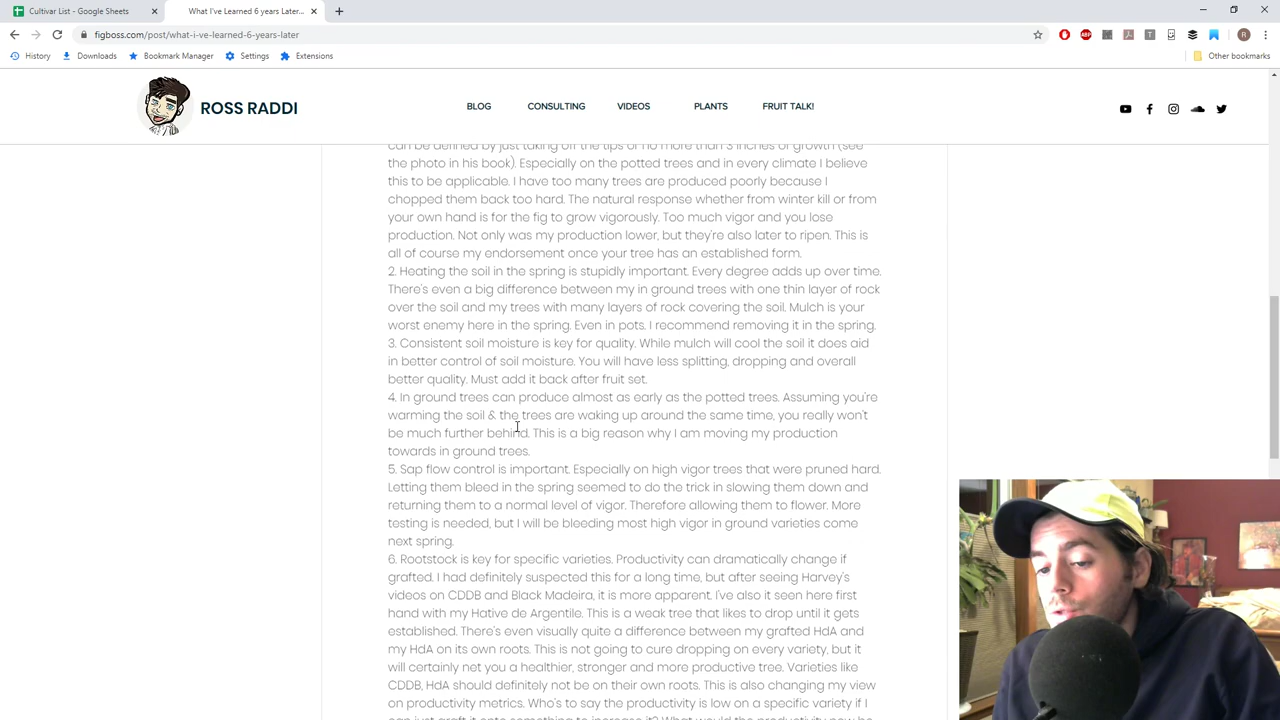 Cultivar List - Google Sheets
What I've Learned 6 years Later...
figboss.com/post/what-i-ve-learned-6-years-later
History
Downloads
Bookmark Manager
Settings
Extensions
Other bookmarks
ROSS RADDI
BLOG
CONSULTING
VIDEOS
PLANTS
FRUIT TALK!
can be defined by just taking off the tips or no more than 3 inches of growth (see
the photo in his book). Especially on the potted trees and in every climate I believe
this to be applicable. I have too many trees are produced poorly because I
chopped them back too hard. The natural response whether from winter kill or from
your own hand is for the fig to grow vigorously. Too much vigor and you lose
production. Not only was my production lower, but they're also later to ripen. This is
all of course my endorsement once your tree has an established form.
2. Heating the soil in the spring is stupidly important. Every degree adds up over time.
There's even a big difference between my in ground trees with one thin layer of rock
over the soil and my trees with many layers of rock covering the soil. Mulch is your
worst enemy here in the spring. Even in pots. I recommend removing it in the spring.
3. Consistent soil moisture is key for quality. While mulch will cool the soil it does aid
in better control of soil moisture. You will have less splitting, dropping and overall
better quality. Must add it back after fruit set.
4. In ground trees can produce almost as early as the potted trees. Assuming you're
warming the soil & the trees are waking up around the same time, you really won't
be much further behind. This is a big reason why I am moving my production
towards in ground trees.
5. Sap flow control is important. Especially on high vigor trees that were pruned hard.
Letting them bleed in the spring seemed to do the trick in slowing them down and
returning them to a normal level of vigor. Therefore allowing them to flower. More
testing is needed, but I will be bleeding most high vigor in ground varieties come
next spring.
6. Rootstock is key for specific varieties. Productivity can dramatically change if
grafted. I had definitely suspected this for a long time, but after seeing Harvey's
videos on CDDB and Black Madeira, it is more apparent. I've also it seen here first
hand with my Hative de Argentile. This is a weak tree that likes to drop until it gets
established. There's even visually quite a difference between my grafted HdA and
my HdA on its own roots. This is not going to cure dropping on every variety, but it
will certainly net you a healthier, stronger and more productive tree. Varieties like
CDDB, HdA should definitely not be on their own roots. This is also changing my view
on productivity metrics. Who's to say the productivity is low on a specific variety if I
can just graft it onto something to increase it? What would the productivity now be